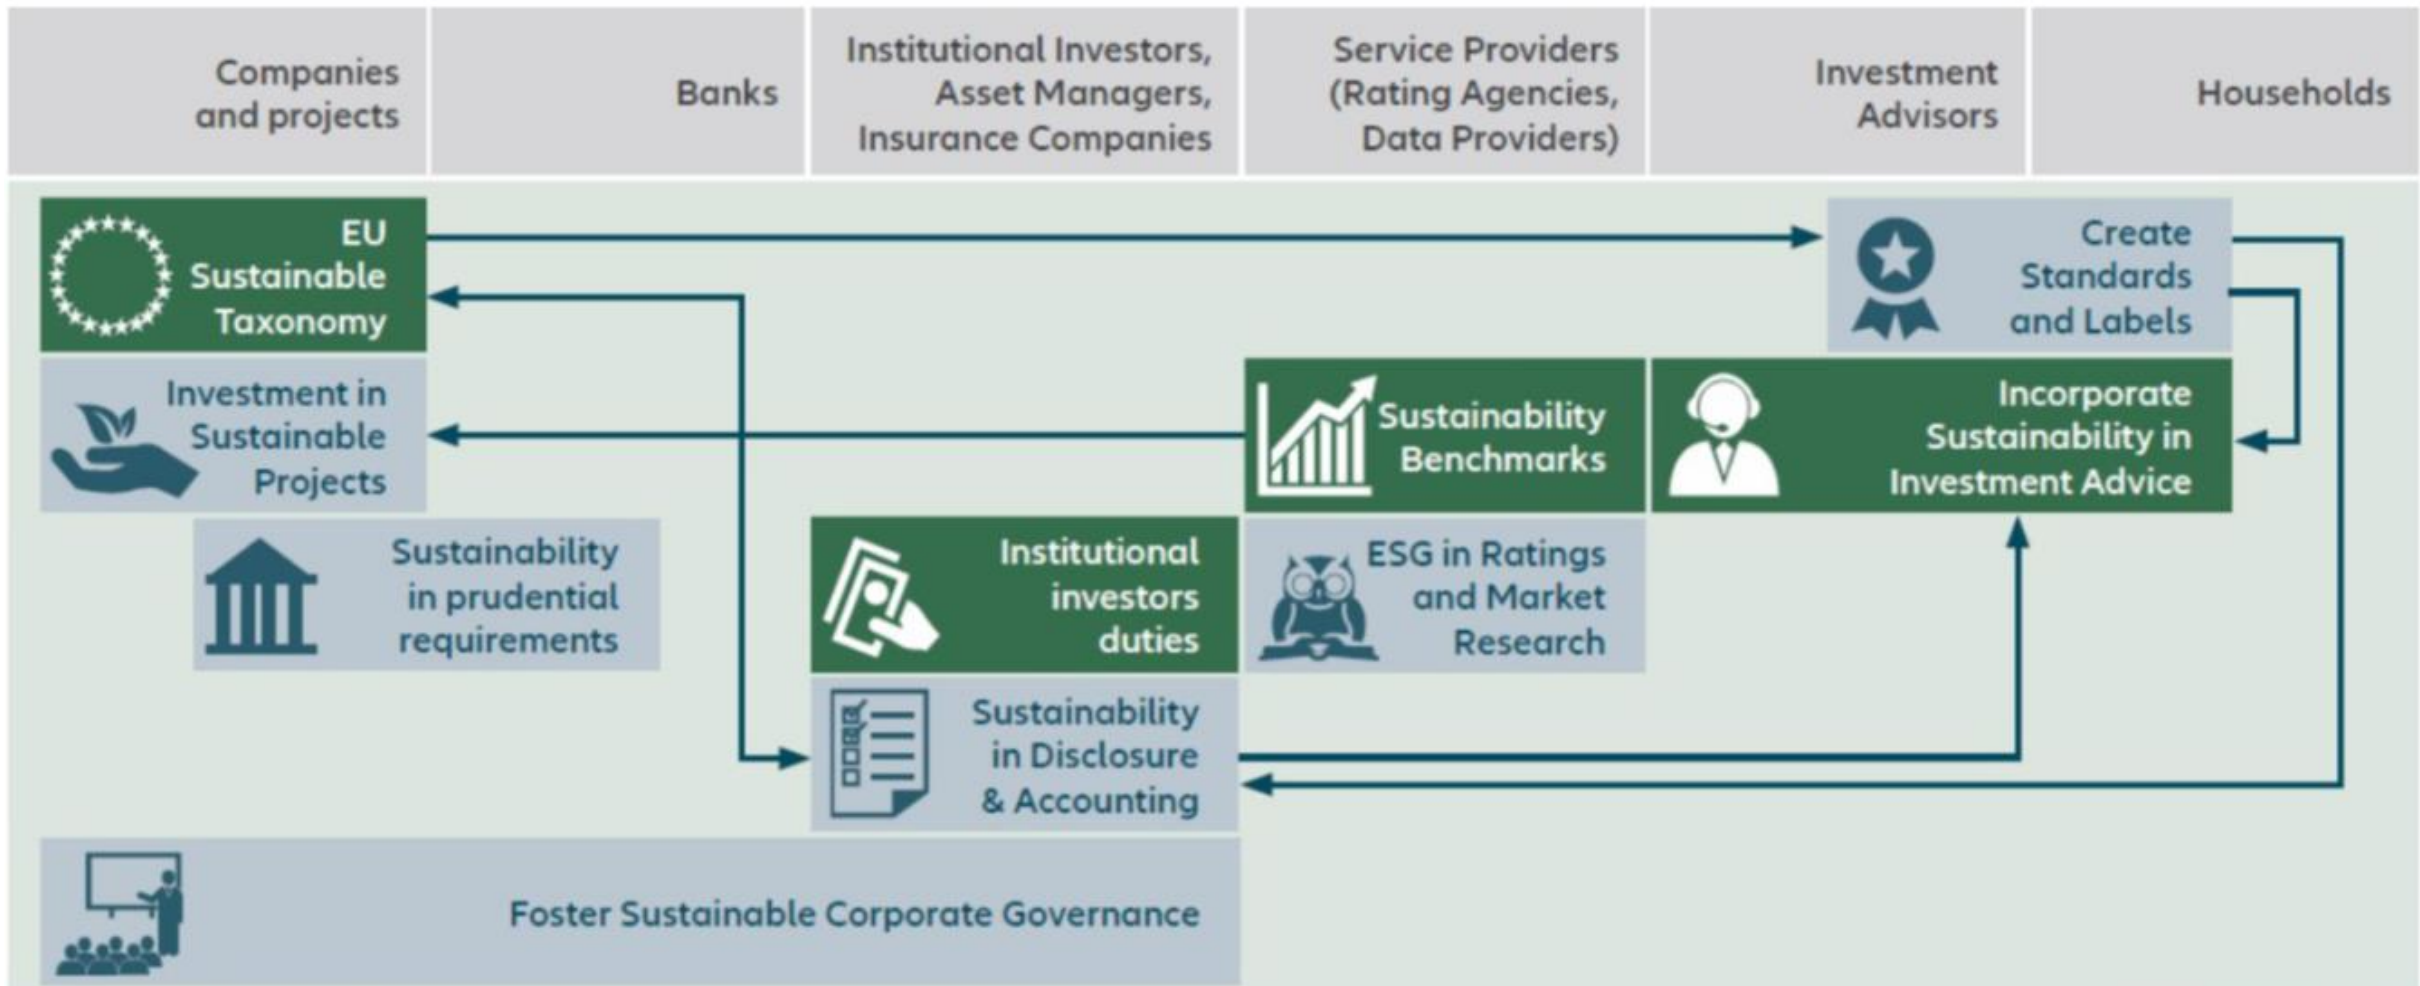 Companies
and projects
Banks
Institutional Investors,
Asset Managers,
Insurance Companies
Service Providers
(Rating Agencies,
Data Providers)
Investment
Advisors
Households
EU
Sustainable
Taxonomy
Create
Standards
and Labels
Investment in
Sustainable
Projects
Sustainability
Benchmarks
Incorporate
Sustainability in
Investment Advice
Sustainability
in prudential
requirements
Institutional
investors
duties
ESG in Ratings
and Market
Research
Sustainability
in Disclosure
& Accounting
Foster Sustainable Corporate Governance